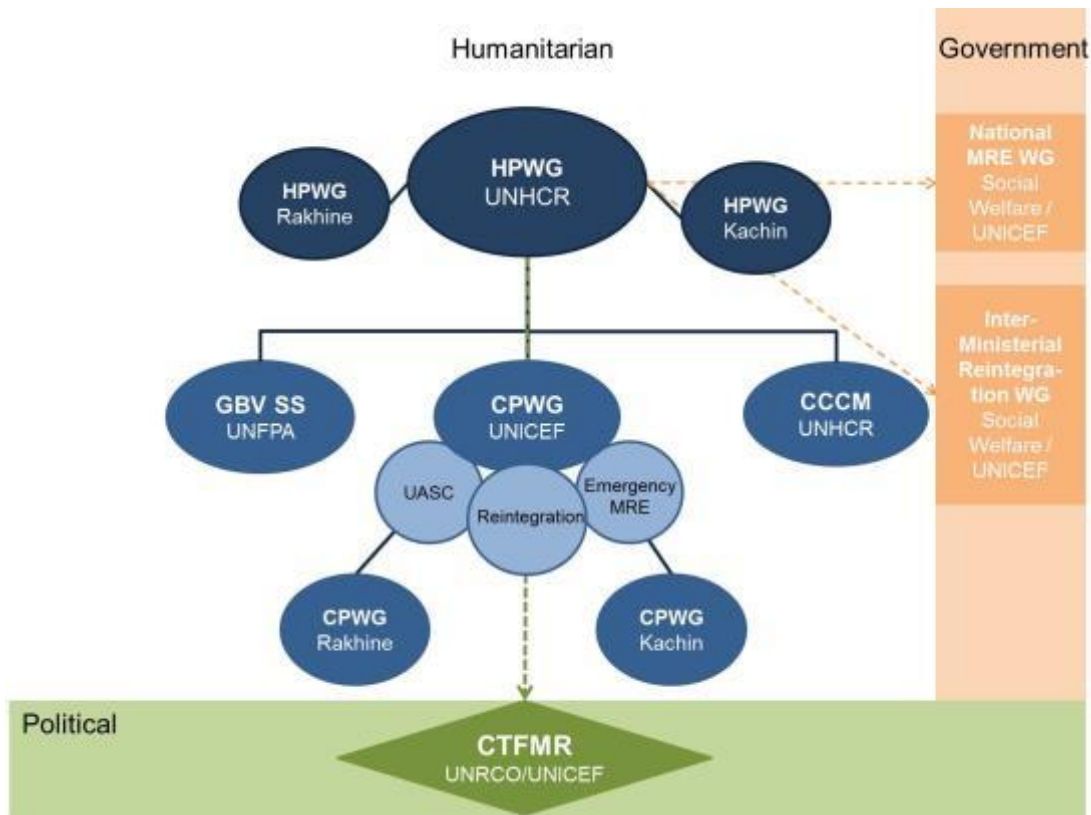 Humanitarian
Government
HPWG
UNHCR
HPWG
Rakhine
HPWG
Kachin
National
MRE WG
Social
Welfare /
UNICEF
Inter-
Ministerial
Reintegra-
tion WG
Social
Welfare /
UNICEF
GBV SS
UNFPA
CPWG
UNICEF
CCCM
UNHCR
UASC
Reintegration
Emergency
MRE
CPWG
Rakhine
CPWG
Kachin
Political
CTFMR
UNRCO/UNICEF